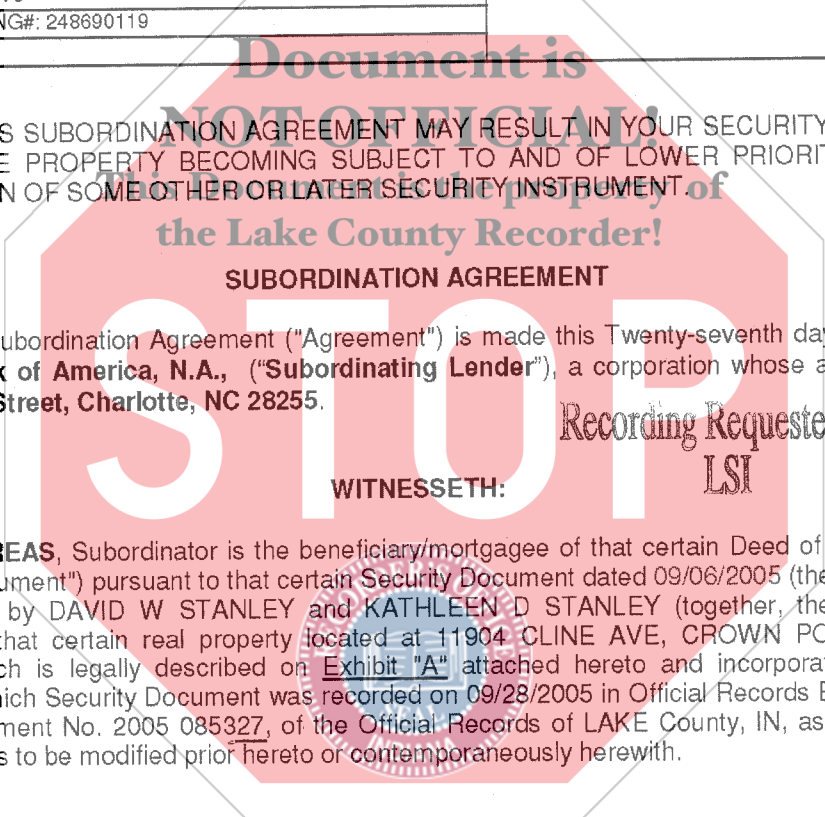 NG#: 248690119
Document is
NOT OFFICIAL!
S SUBORDINATION AGREEMENT MAY RESULT IN YOUR SECURITY
E PROPERTY BECOMING SUBJECT TO AND OF LOWER PRIORIT
N OF SOME OTHER OR LATER SECURITY INSTRUMENT.
This Document is the property of
the Lake County Recorder!
SUBORDINATION AGREEMENT
STOP
ubordination Agreement ("Agreement") is made this Twenty-seventh day
k of America, N.A., ("Subordinating Lender"), a corporation whose a
Street, Charlotte, NC 28255.
Recording Requeste
LSI
WITNESSETH:
REAS, Subordinator is the beneficiary/mortgagee of that certain Deed of
ument") pursuant to that certain Security Document dated 09/06/2005 (the
by DAVID W STANLEY and KATHLEEN D STANLEY (together, the
that certain real property located at 11904 CLINE AVE, CROWN PO
ch is legally described on Exhibit "A" attached hereto and incorporat
ich Security Document was recorded on 09/28/2005 in Official Records B
ment No. 2005 085327, of the Official Records of LAKE County, IN, as
s to be modified prior hereto or contemporaneously herewith.